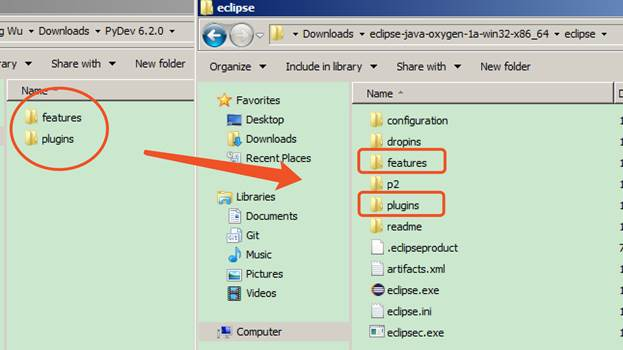 g Wu ▸ Downloads ▸ PyDev 6.2.0 ▸
rary ▾ Share with ▾ New folder
Name
features
plugins
eclipse
▸ Downloads ▸ eclipse-java-oxygen-1a-win32-x86_64 ▸ eclipse ▸
Organize ▾ Include in library ▾ Share with ▾ New folder
Favorites
Desktop
Downloads
Recent Places
Libraries
Documents
Git
Music
Pictures
Videos
Computer
Name
configuration
dropins
features
p2
plugins
readme
.eclipseproduct
artifacts.xml
eclipse.exe
eclipse.ini
eclipsec.exe